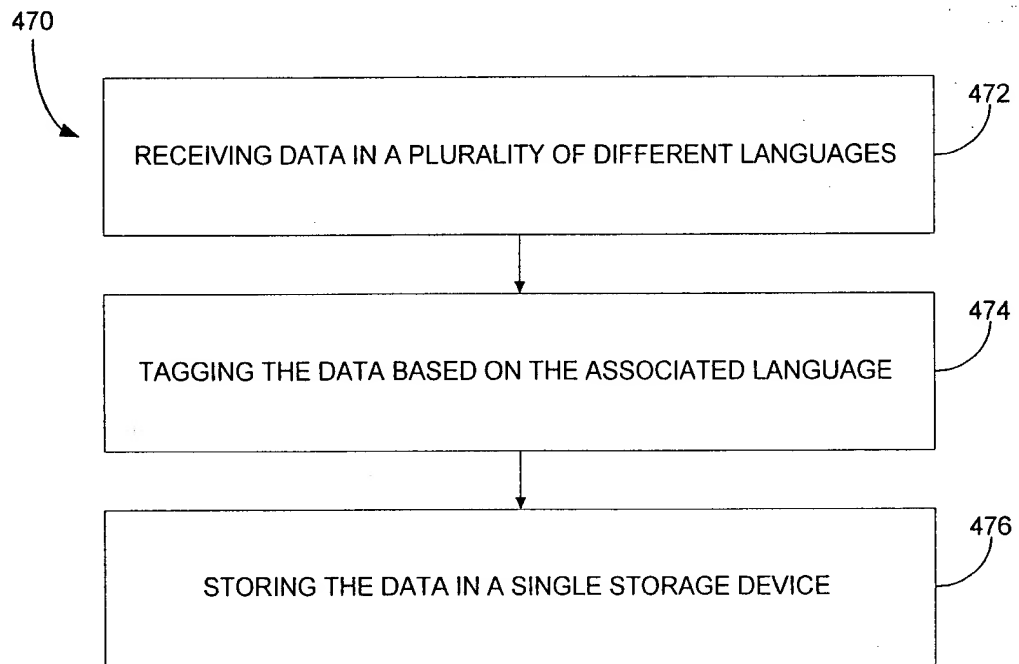 470
472
RECEIVING DATA IN A PLURALITY OF DIFFERENT LANGUAGES
474
TAGGING THE DATA BASED ON THE ASSOCIATED LANGUAGE
476
STORING THE DATA IN A SINGLE STORAGE DEVICE